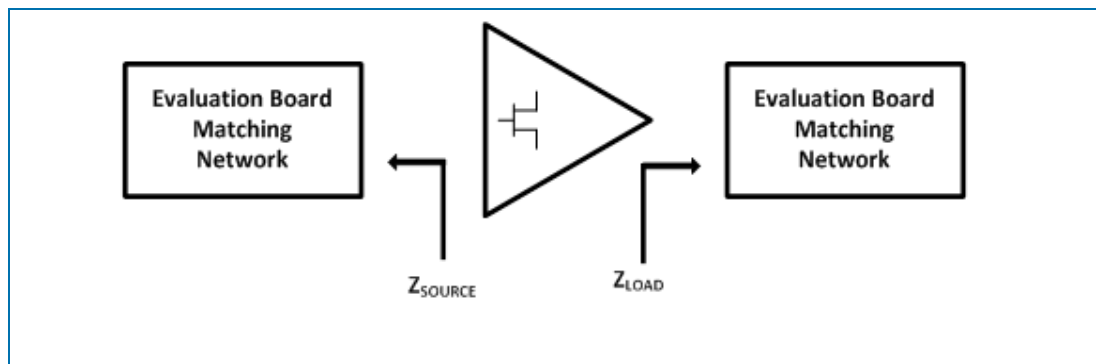 Evaluation Board
Matching
Network
Evaluation Board
Matching
Network
ZSOURCE
ZLOAD